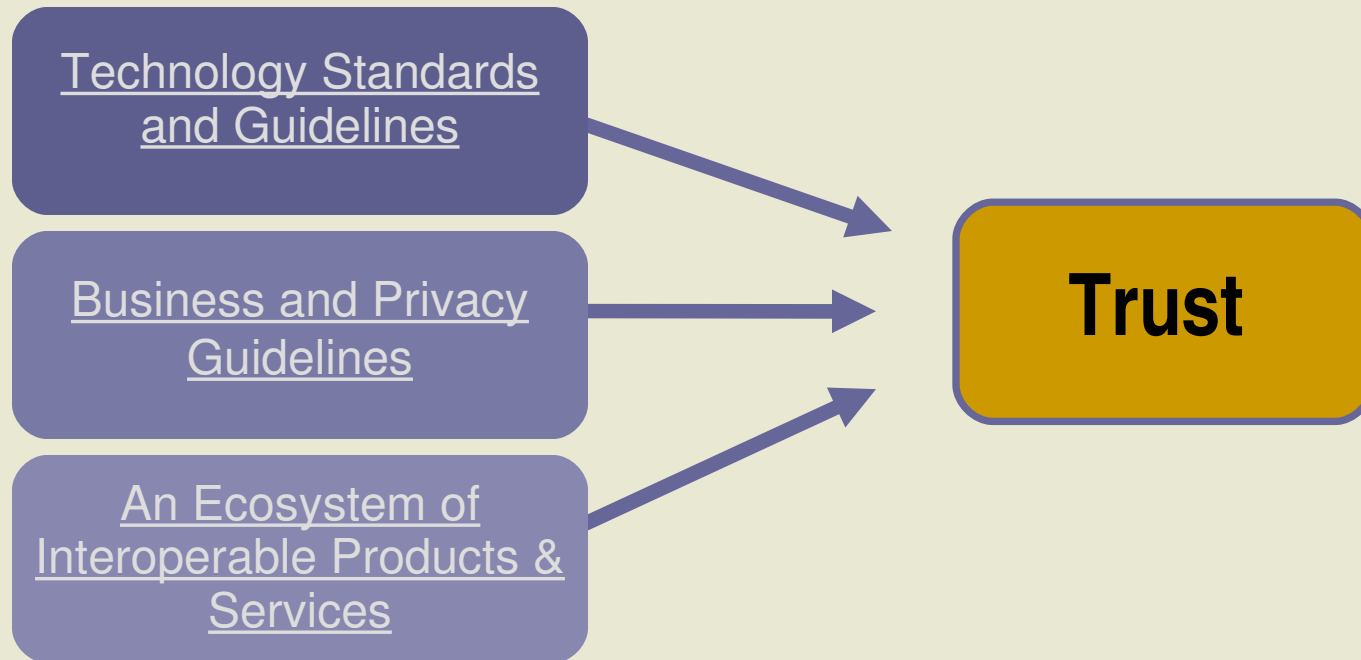 Technology Standards
and Guidelines
Business and Privacy
Guidelines
An Ecosystem of
Interoperable Products &
Services
Trust